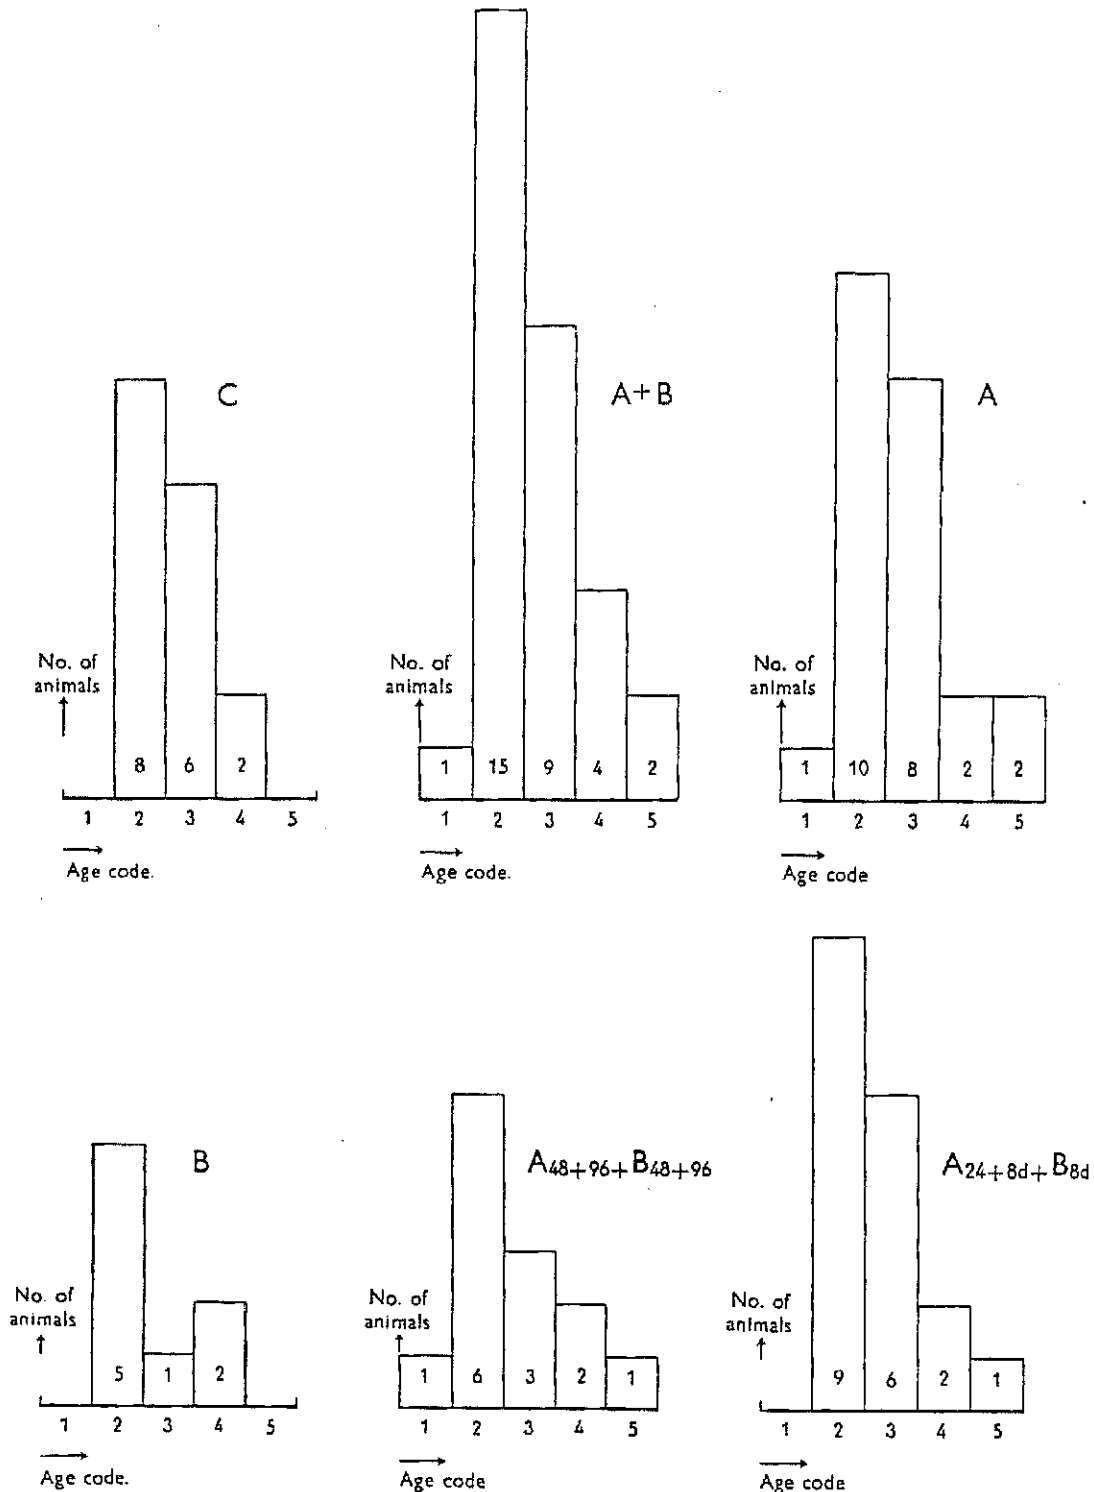 C
No. of
animals
8 6 2
1 2 3 4 5
Age code.
A+B
No. of
animals
1 15 9 4 2
1 2 3 4 5
Age code.
A
No. of
animals
1 10 8 2 2
1 2 3 4 5
Age code
B
No. of
animals
5 1 2
1 2 3 4 5
Age code.
A48+96+B48+96
No. of
animals
1 6 3 2 1
1 2 3 4 5
Age code
A24+8d+B8d
No. of
animals
9 6 2 1
1 2 3 4 5
Age code